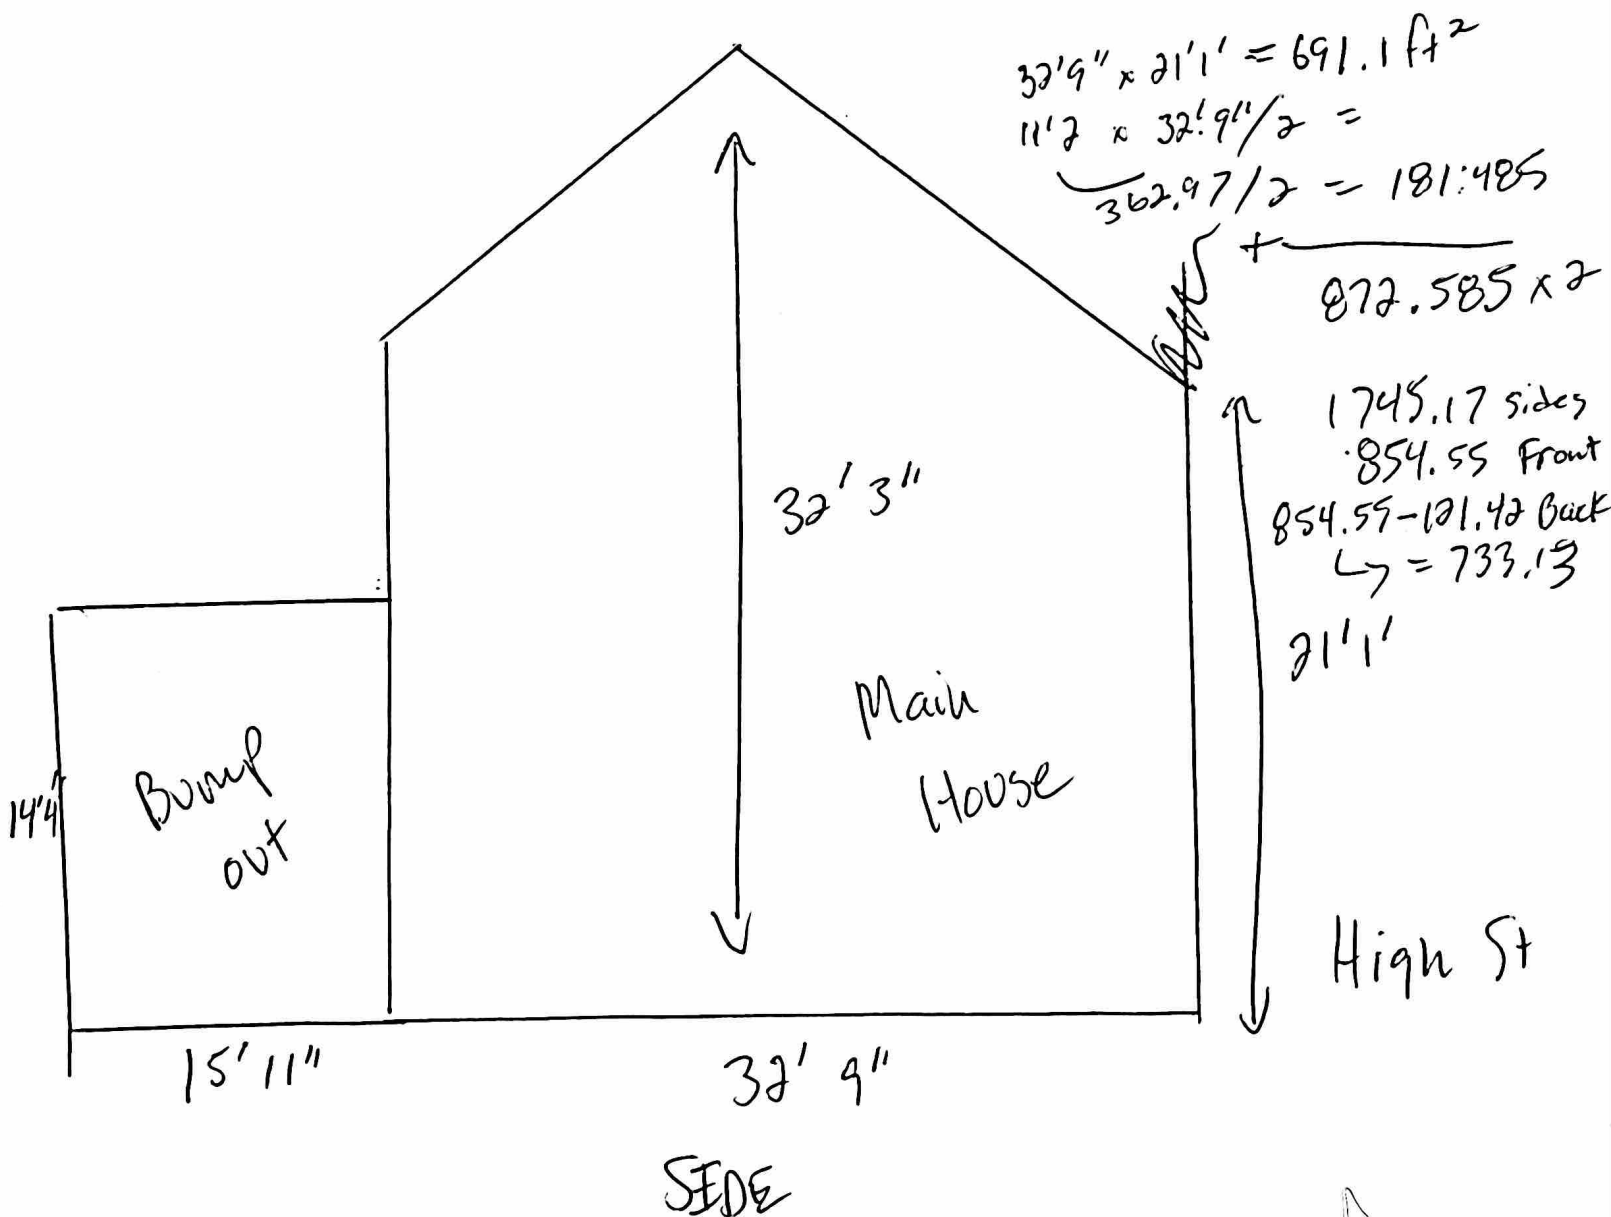 32'9" x 21'1' = 691.1 ft²
11'2 x 32'.9"/2 =
362.97/2 = 181.485
+
872.585 x 2
1745.17 sides
854.55 Front
854.55-121.42 Back
↳ = 733.13
32' 3"
21'1'
Main
House
Bump
out
14'4"
High St
15' 11"
32' 9"
SIDE